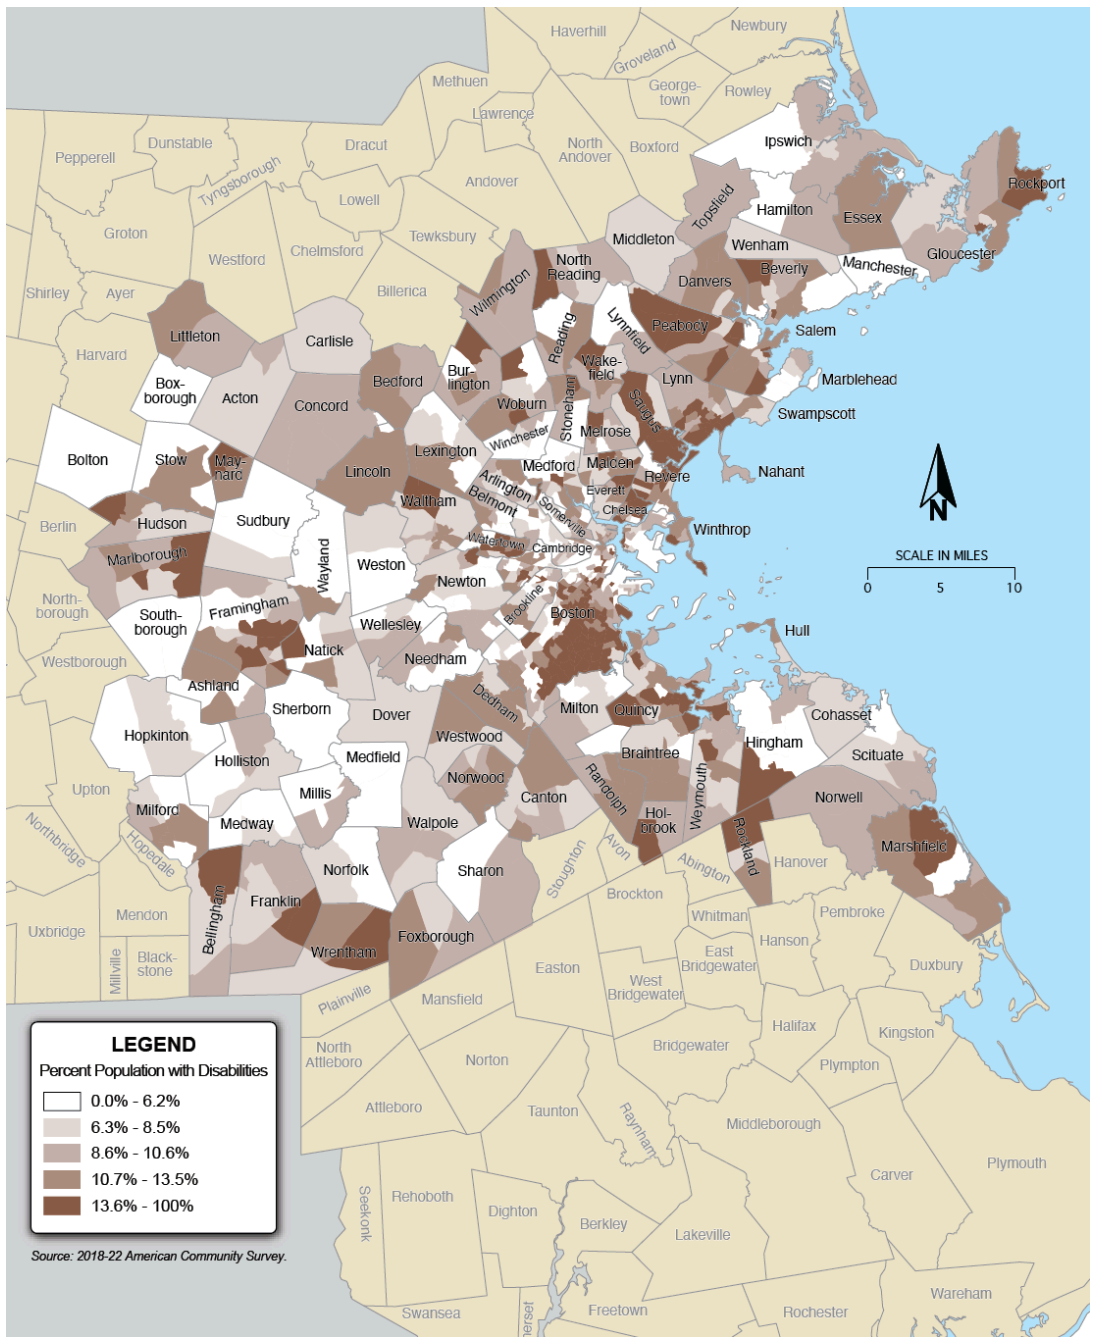 Haverhill
Newbury
Groveland
Methuen
George-
town
Rowley
Lawrence
Dunstable
Dracut
North
Andover
Boxford
Ipswich
Pepperell
Tyngsborough
Andover
Rockport
Lowell
Topsfield
Hamilton
Essex
Groton
Tewksbury
Middleton
Wenham
Chelmsford
Westford
North
Reading
Gloucester
Manchester
Beverly
Danvers
Shirley
Ayer
Billerica
Wilmington
Littleton
Carlisle
Reading
Lynnfield
Peabody
Salem
Harvard
Box-
borough
Bur-
lington
Wake-
field
Bedford
Lynn
Marblehead
Acton
Concord
Woburn
Stoneham
Saugus
Swampscott
Winchester
Melrose
Bolton
Stow
May-
nard
Lexington
Medford
Malden
Lincoln
Revere
Nahant
Arlington
Waltham
Belmont
Everett
Somerville
Chelsea
N
Berlin
Hudson
Sudbury
Winthrop
Watertown
Cambridge
Marlborough
Wayland
Weston
Newton
SCALE IN MILES
0
5
10
North-
borough
Framingham
Brookline
Boston
South-
borough
Wellesley
Hull
Natick
Needham
Westborough
Ashland
Dedham
Sherborn
Dover
Milton
Quincy
Cohasset
Hopkinton
Westwood
Hingham
Braintree
Scituate
Holliston
Medfield
Norwood
Weymouth
Upton
Millis
Canton
Randolph
Norwell
Milford
Medway
Walpole
Hol-
brook
Northbridge
Hopedale
Rockland
Marshfield
Avon
Stoughton
Abington
Hanover
Norfolk
Sharon
Franklin
Brockton
Bellingham
Mendon
Whitman
Pembroke
Uxbridge
Foxborough
Wrentham
Hanson
East
Bridgewater
Millville
Black-
stone
Easton
Duxbury
West
Bridgewater
Plainville
Mansfield
LEGEND
Percent Population with Disabilities
0.0% - 6.2%
6.3% - 8.5%
8.6% - 10.6%
10.7% - 13.5%
13.6% - 100%
Source: 2018-22 American Community Survey.
Halifax
Kingston
North
Attleboro
Norton
Bridgewater
Plympton
Attleboro
Taunton
Raynham
Middleborough
Plymouth
Carver
Seekonk
Rehoboth
Dighton
Berkley
Lakeville
Wareham
Swansea
erset
Freetown
Rochester